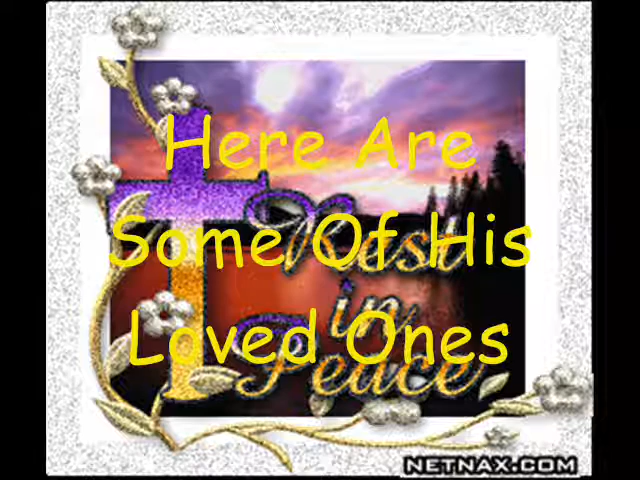 Here Are
Some Of His
Loved Ones
Rest
in
Peace
NETNAX.COM